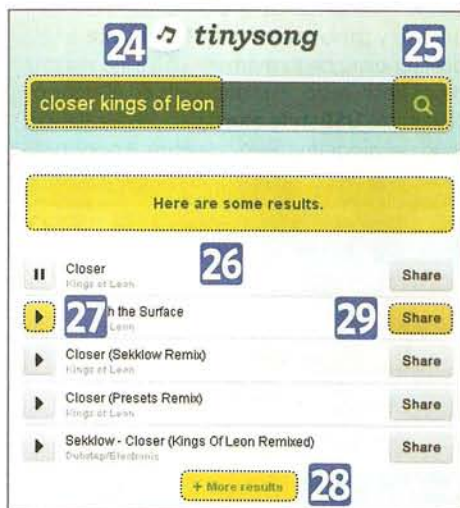 24 tinysong 25
closer kings of leon
Here are some results.
26
Closer
Kings of Leon
Share
27 h the Surface 29
Leon
Share
Closer (Sekklow Remix)
Kings of Leon
Share
Closer (Presets Remix)
Kings of Leon
Share
Sekklow - Closer (Kings Of Leon Remixed)
Dubstep/Electronic
Share
+ More results 28